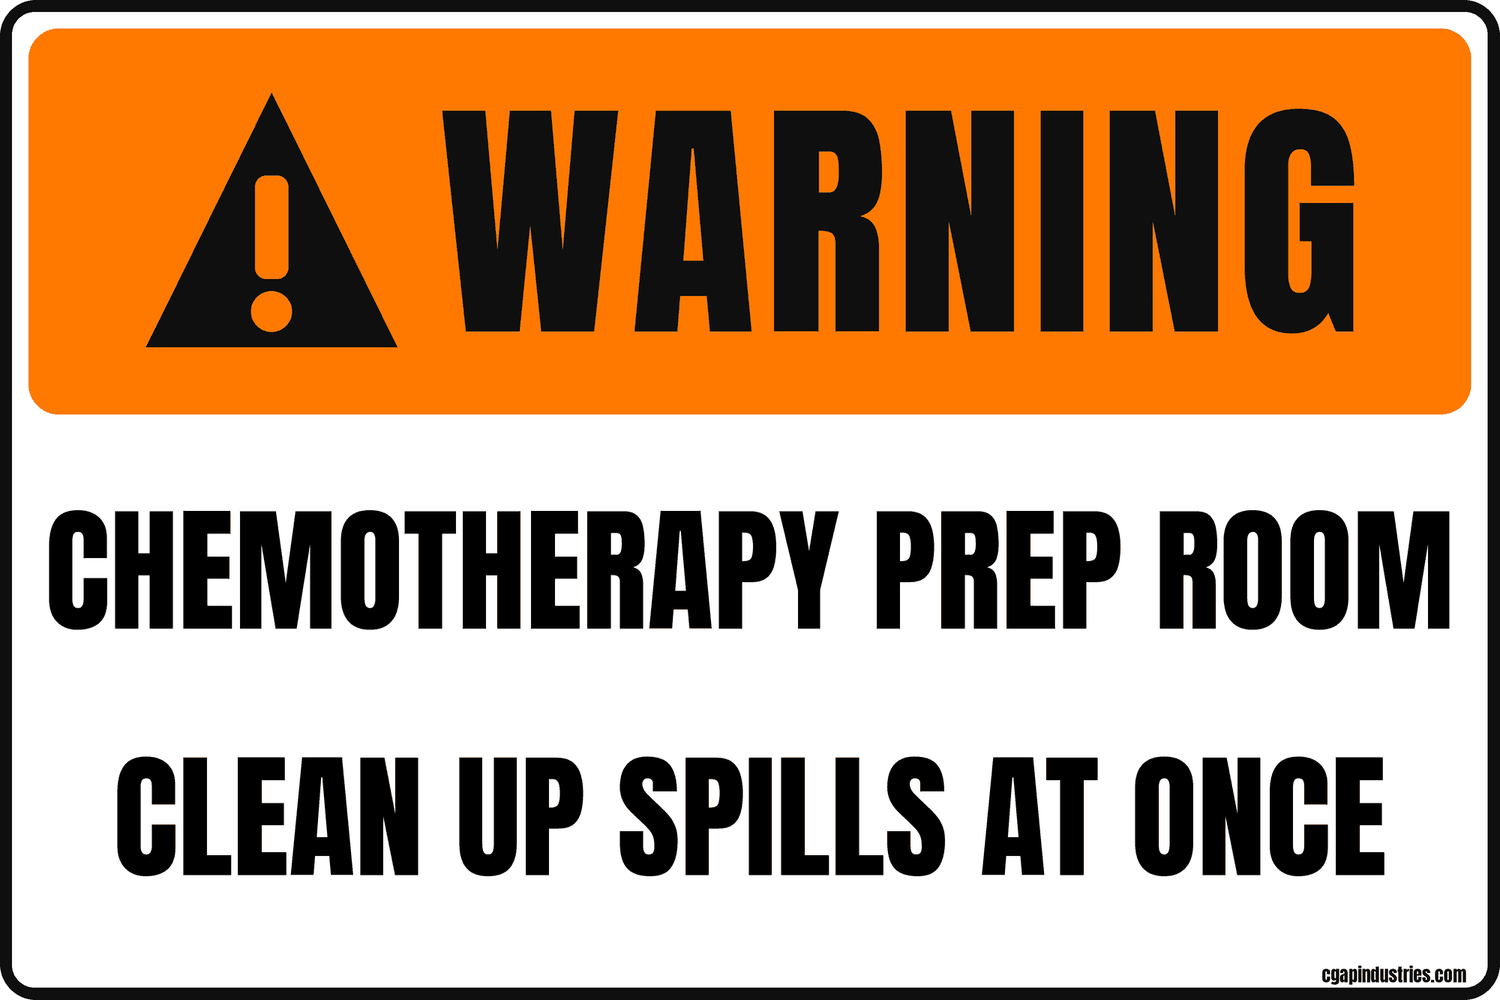 WARNING
CHEMOTHERAPY PREP ROOM
CLEAN UP SPILLS AT ONCE
cgapindustries.com